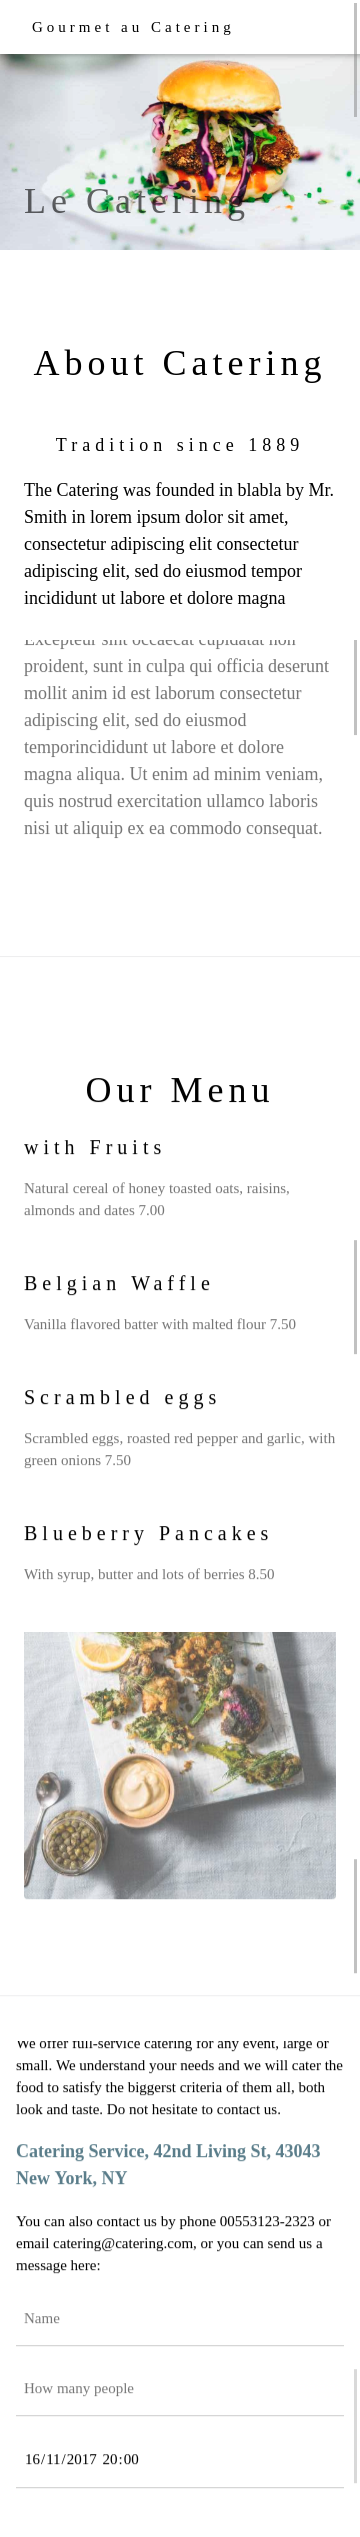 Gourmet au Catering
Le Catering
About Catering
Tradition since 1889
The Catering was founded in blabla by Mr.
Smith in lorem ipsum dolor sit amet,
consectetur adipiscing elit consectetur
adipiscing elit, sed do eiusmod tempor
incididunt ut labore et dolore magna
Excepteur sint occaecat cupidatat non
proident, sunt in culpa qui officia deserunt
mollit anim id est laborum consectetur
adipiscing elit, sed do eiusmod
temporincididunt ut labore et dolore
magna aliqua. Ut enim ad minim veniam,
quis nostrud exercitation ullamco laboris
nisi ut aliquip ex ea commodo consequat.
Our Menu
with Fruits
Natural cereal of honey toasted oats, raisins,
almonds and dates 7.00
Belgian Waffle
Vanilla flavored batter with malted flour 7.50
Scrambled eggs
Scrambled eggs, roasted red pepper and garlic, with
green onions 7.50
Blueberry Pancakes
With syrup, butter and lots of berries 8.50
We offer full-service catering for any event, large or
small. We understand your needs and we will cater the
food to satisfy the biggerst criteria of them all, both
look and taste. Do not hesitate to contact us.
Catering Service, 42nd Living St, 43043
New York, NY
You can also contact us by phone 00553123-2323 or
email catering@catering.com, or you can send us a
message here:
Name
How many people
16/11/2017 20:00